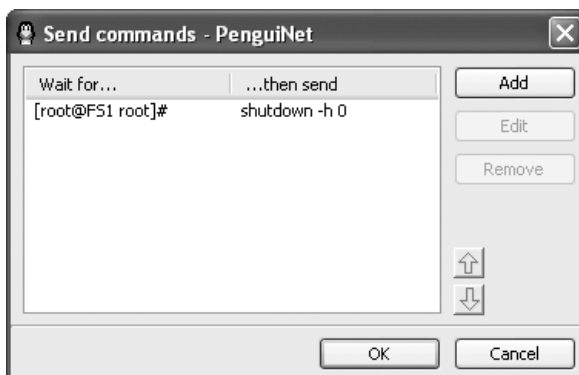 Send commands - PenguiNet
Wait for... ...then send
[root@FS1 root]# shutdown -h 0
Add
Edit
Remove
OK Cancel